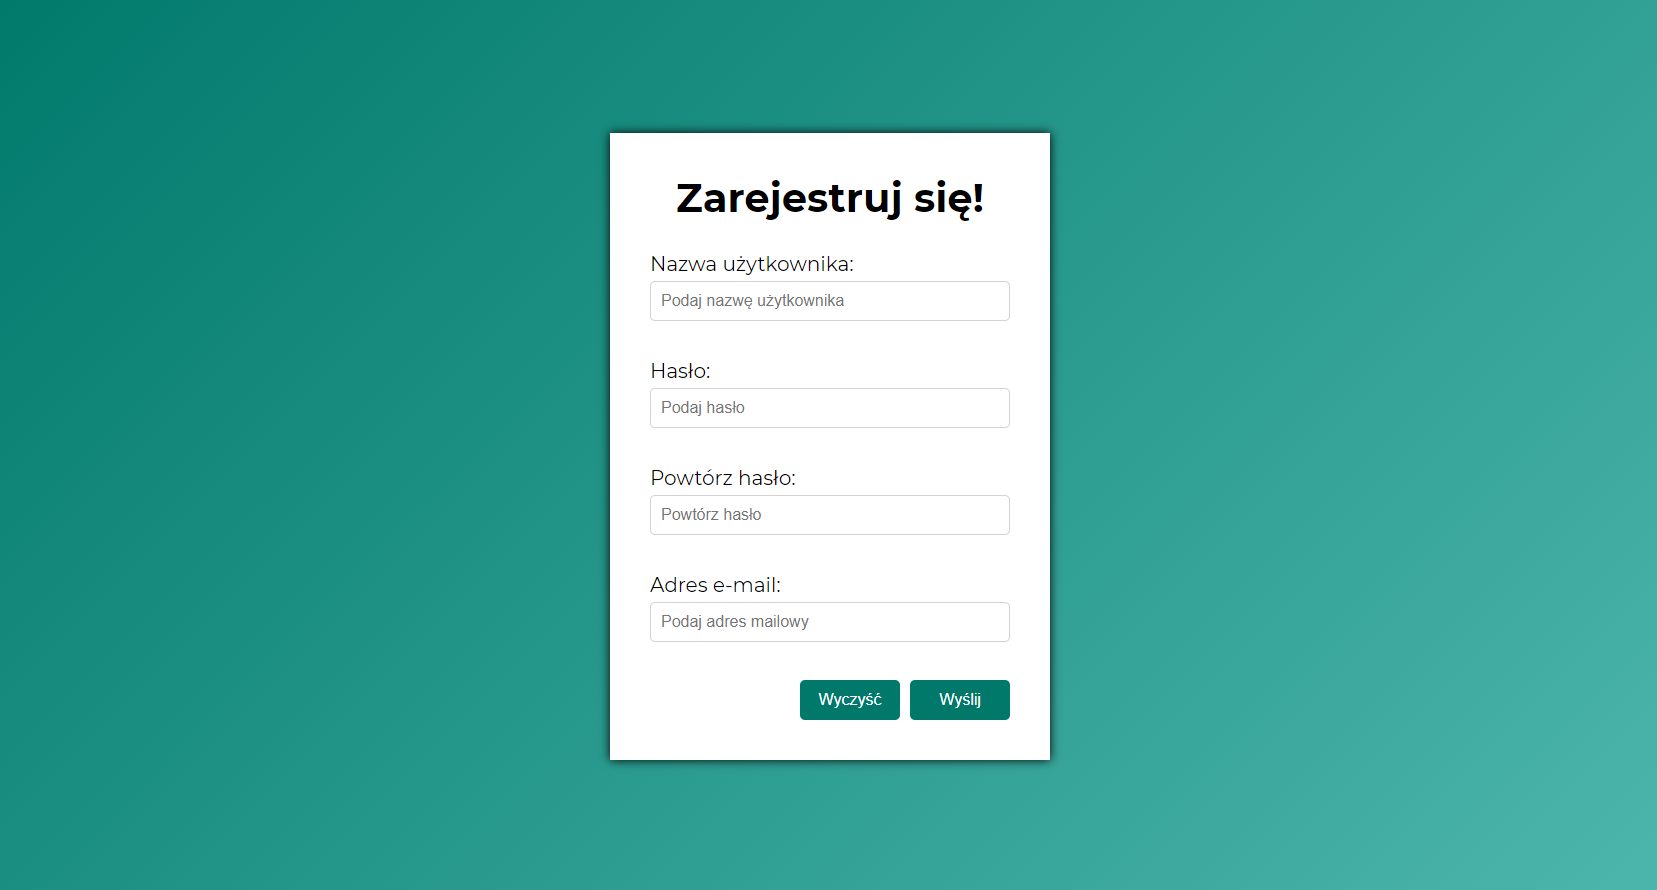 Zarejestruj się!
Nazwa użytkownika:
Podaj nazwę użytkownika
Hasło:
Podaj hasło
Powtórz hasło:
Powtórz hasło
Adres e-mail:
Podaj adres mailowy
Wyczyść Wyślij